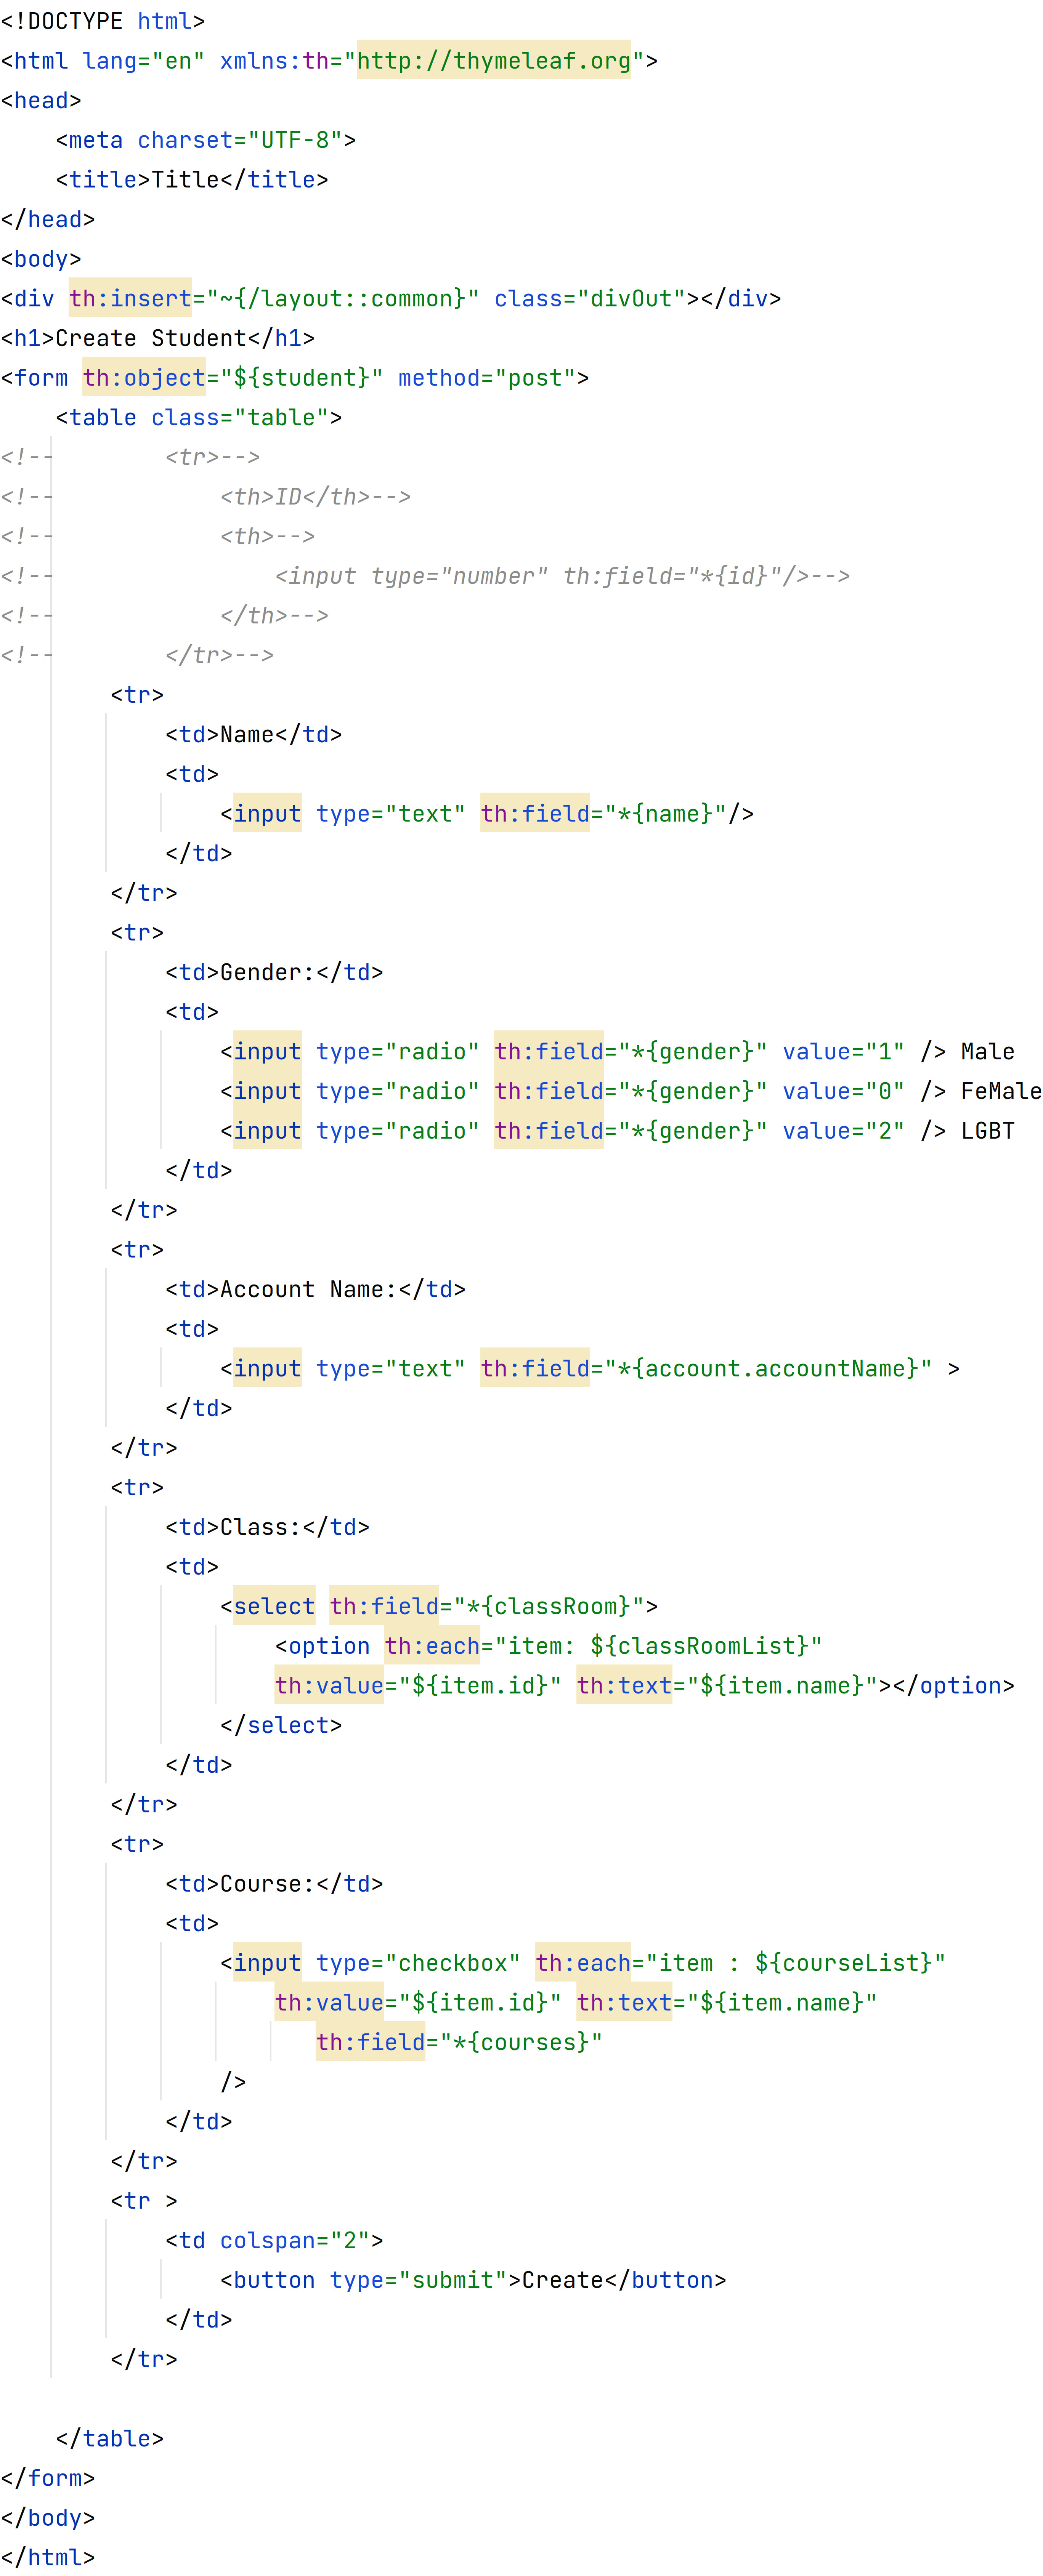 <!DOCTYPE html>
<html lang="en" xmlns:th="http://thymeleaf.org">
<head>
    <meta charset="UTF-8">
    <title>Title</title>
</head>
<body>
<div th:insert="~{/layout::common}" class="divOut"></div>
<h1>Create Student</h1>
<form th:object="${student}" method="post">
    <table class="table">
<!--        <tr>-->
<!--            <th>ID</th>-->
<!--            <th>-->
<!--                <input type="number" th:field="*{id}"/>-->
<!--            </th>-->
<!--        </tr>-->
        <tr>
            <td>Name</td>
            <td>
                <input type="text" th:field="*{name}"/>
            </td>
        </tr>
        <tr>
            <td>Gender:</td>
            <td>
                <input type="radio" th:field="*{gender}" value="1" /> Male
                <input type="radio" th:field="*{gender}" value="0" /> FeMale
                <input type="radio" th:field="*{gender}" value="2" /> LGBT
            </td>
        </tr>
        <tr>
            <td>Account Name:</td>
            <td>
                <input type="text" th:field="*{account.accountName}" >
            </td>
        </tr>
        <tr>
            <td>Class:</td>
            <td>
                <select th:field="*{classRoom}">
                    <option th:each="item: ${classRoomList}"
                    th:value="${item.id}" th:text="${item.name}"></option>
                </select>
            </td>
        </tr>
        <tr>
            <td>Course:</td>
            <td>
                <input type="checkbox" th:each="item : ${courseList}"
                    th:value="${item.id}" th:text="${item.name}"
                       th:field="*{courses}"
                />
            </td>
        </tr>
        <tr >
            <td colspan="2">
                <button type="submit">Create</button>
            </td>
        </tr>

    </table>
</form>
</body>
</html>